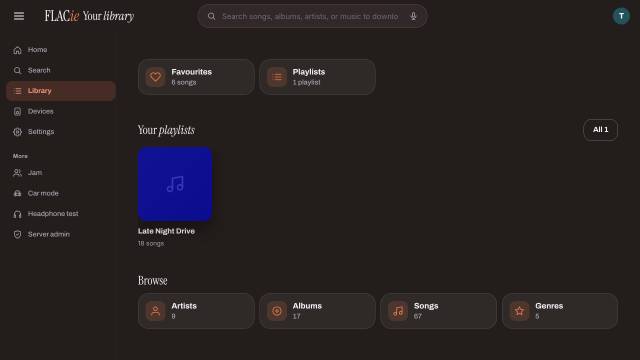 FLACie Your library
Search songs, albums, artists, or music to downlo
T
Home
Search
Library
Devices
Settings
More
Jam
Car mode
Headphone test
Server admin
Favourites
6 songs
Playlists
1 playlist
Your playlists
All 1
Late Night Drive
18 songs
Browse
Artists
9
Albums
17
Songs
67
Genres
5